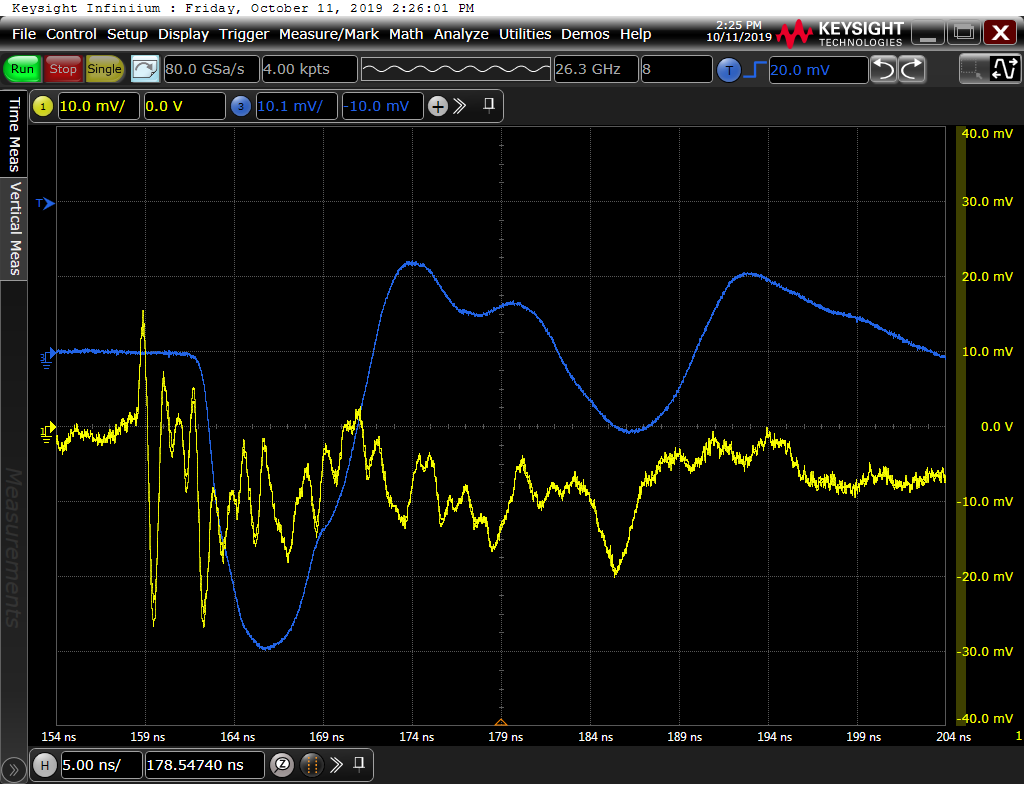 Keysight Infiniium : Friday, October 11, 2019 2:26:01 PM
File Control Setup Display Trigger Measure/Mark Math Analyze Utilities Demos Help
2:25 PM
10/11/2019
KEYSIGHT
TECHNOLOGIES
Run Stop Single 80.0 GSa/s 4.00 kpts 26.3 GHz 8 T 20.0 mV
1 10.0 mV/ 0.0 V 3 10.1 mV/ -10.0 mV
Time Meas
Vertical Meas
Measurements
T
3
1
40.0 mV
30.0 mV
20.0 mV
10.0 mV
0.0 V
-10.0 mV
-20.0 mV
-30.0 mV
-40.0 mV
154 ns 159 ns 164 ns 169 ns 174 ns 179 ns 184 ns 189 ns 194 ns 199 ns 204 ns 1
H 5.00 ns/ 178.54740 ns Z